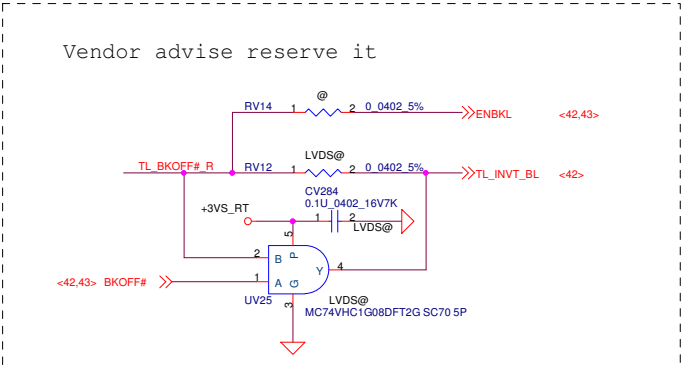 Vendor advise reserve it
@
RV14 1 2 0_0402_5% ENBKL <42,43>
LVDS@
TL_BKOFF#_R RV12 1 2 0_0402_5% TL_INVT_BL <42>
CV284
0.1U_0402_16V7K
+3VS_RT 1 2
LVDS@
5
2 B P
Y 4
<42,43> BKOFF# 1 A G
UV25 3 LVDS@
MC74VHC1G08DFT2G SC70 5P